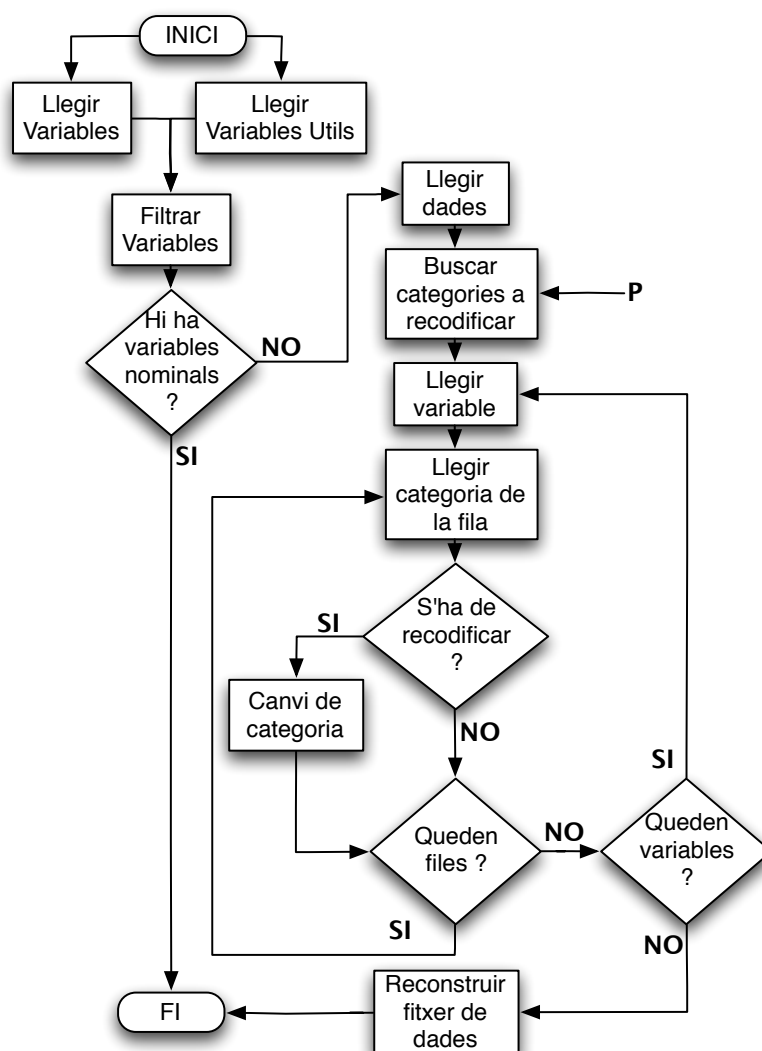 INICI
Llegir
Variables
Llegir
Variables Utils
Filtrar
Variables
Hi ha
variables
nominals
?
NO
SI
Llegir
dades
Buscar
categories a
recodificar
P
Llegir
variable
Llegir
categoria de
la fila
S'ha de
recodificar
?
SI
NO
Canvi de
categoria
Queden
files ?
NO
SI
Queden
variables
?
SI
NO
Reconstruir
fitxer de
dades
FI